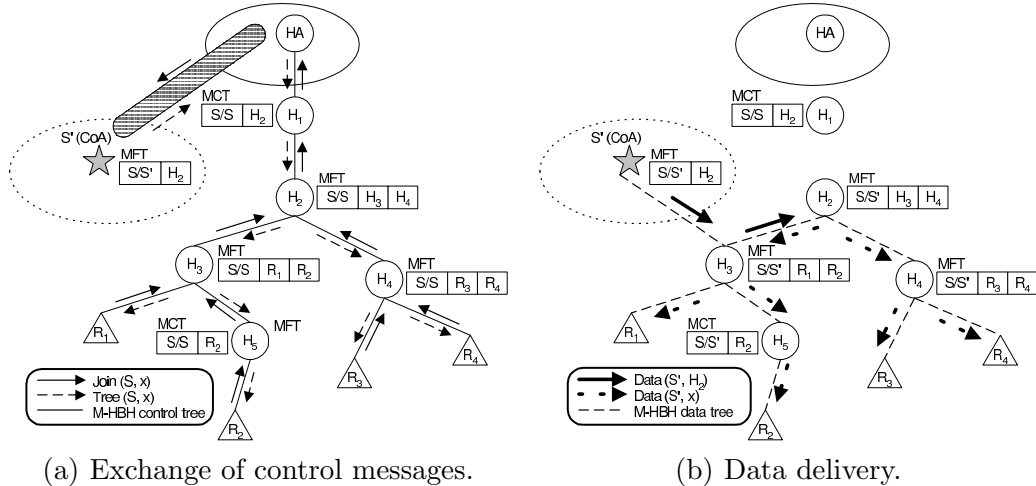 HA
MCT
S/S H₂
H₁
S' (CoA)
MFT
S/S' H₂
H₂
MFT
S/S H₃ H₄
H₃
MFT
S/S R₁ R₂
H₄
MFT
S/S R₃ R₄
R₁
MCT
S/S R₂
H₅
MFT
R₃
R₄
R₂
Join (S, x)
Tree (S, x)
M-HBH control tree
(a) Exchange of control messages.
HA
MCT
S/S H₂
H₁
S' (CoA)
MFT
S/S' H₂
H₂
MFT
S/S' H₃ H₄
H₃
MFT
S/S' R₁ R₂
H₄
MFT
S/S' R₃ R₄
R₁
MCT
S/S' R₂
H₅
R₃
R₄
R₂
Data (S', H₂)
Data (S', x)
M-HBH data tree
(b) Data delivery.